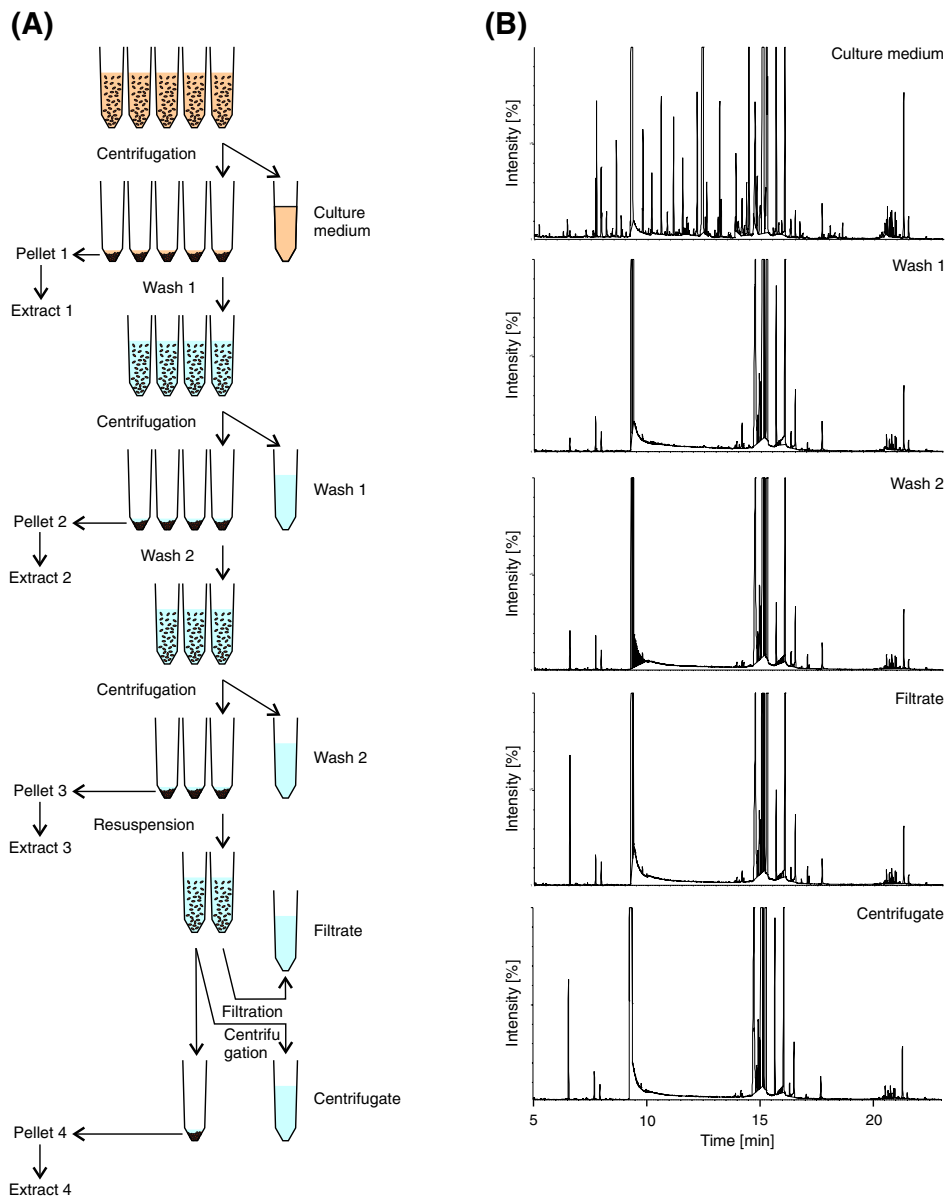 (A)
Centrifugation
Culture
medium
Pellet 1
Extract 1
Wash 1
Centrifugation
Wash 1
Pellet 2
Extract 2
Wash 2
Centrifugation
Wash 2
Pellet 3
Extract 3
Resuspension
Filtrate
Filtration
Centrifu
gation
Centrifugate
Pellet 4
Extract 4
(B)
Culture medium
Intensity [%]
Wash 1
Intensity [%]
Wash 2
Intensity [%]
Filtrate
Intensity [%]
Centrifugate
Intensity [%]
5 10 15 20
Time [min]